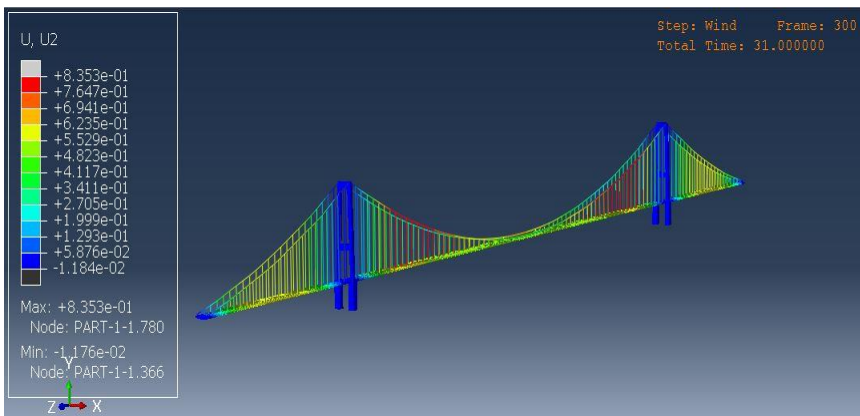 Step: Wind Frame: 300
Total Time: 31.000000
U, U2
+8.353e-01
+7.647e-01
+6.941e-01
+6.235e-01
+5.529e-01
+4.823e-01
+4.117e-01
+3.411e-01
+2.705e-01
+1.999e-01
+1.293e-01
+5.876e-02
-1.184e-02
Max: +8.353e-01
Node: PART-1-1.780
Min: -1.176e-02
Node: PART-1-1.366
Y
Z X